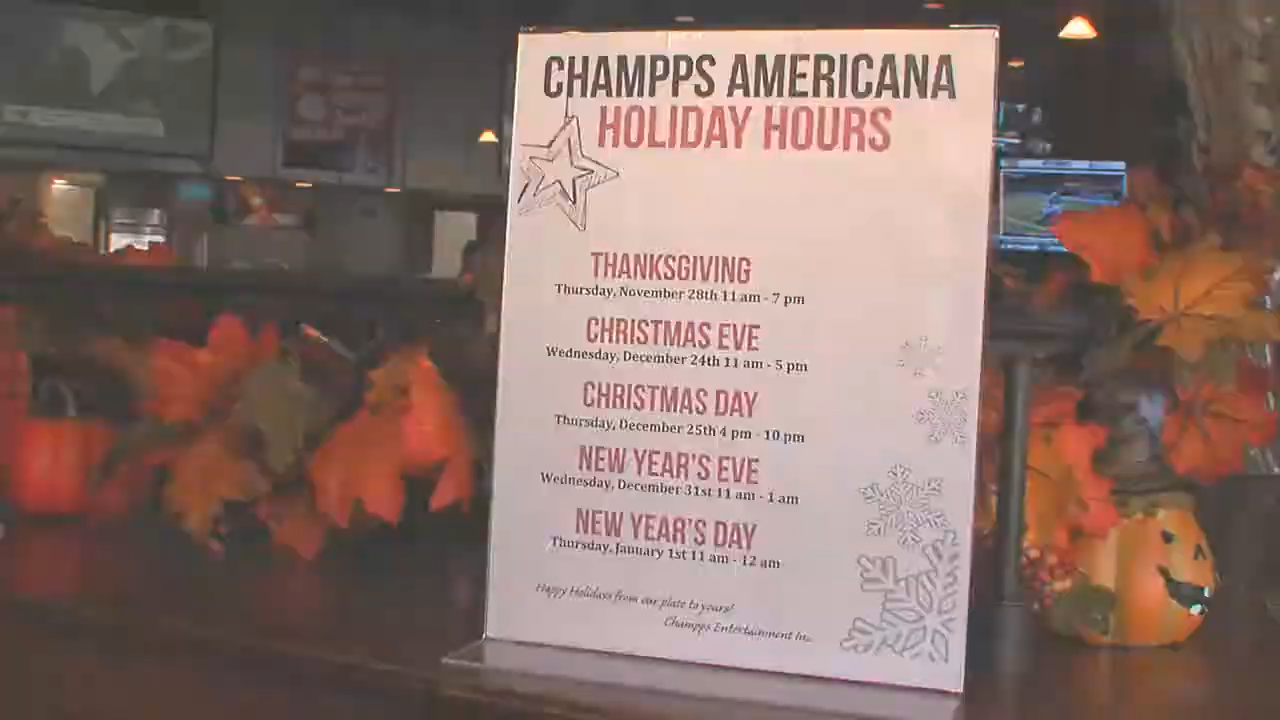 CHAMPPS AMERICANA
HOLIDAY HOURS
THANKSGIVING
Thursday, November 28th 11 am - 7 pm
CHRISTMAS EVE
Wednesday, December 24th 11 am - 5 pm
CHRISTMAS DAY
Thursday, December 25th 4 pm - 10 pm
NEW YEAR'S EVE
Wednesday, December 31st 11 am - 1 am
NEW YEAR'S DAY
Thursday, January 1st 11 am - 12 am
Happy Holidays from our plate to yours!
Champps Entertainment Inc.